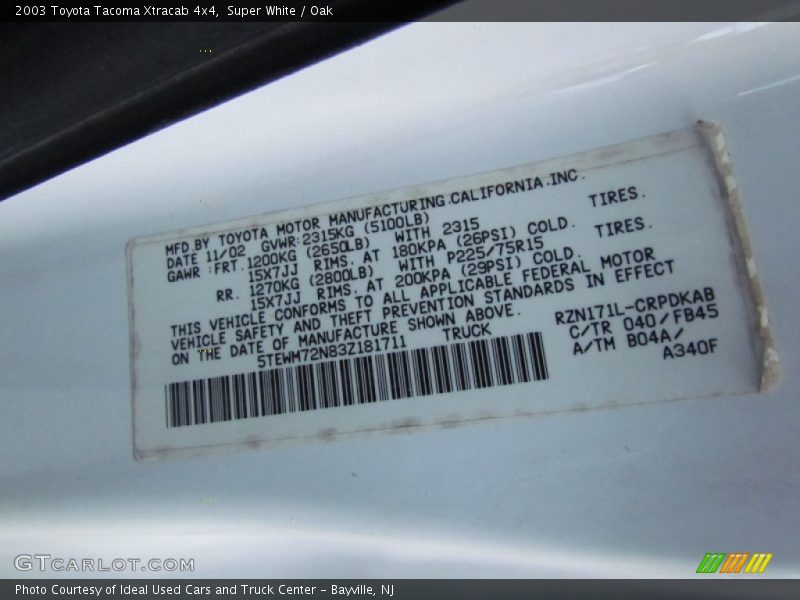 2003 Toyota Tacoma Xtracab 4x4,  Super White / Oak
MFD.BY TOYOTA MOTOR MANUFACTURING.CALIFORNIA.INC.
DATE 11/02 GVWR:2315KG (5100LB)
GAWR :FRT.1200KG (2650LB) WITH 2315 TIRES.
15X7JJ RIMS. AT 180KPA (26PSI) COLD.
RR. 1270KG (2800LB) WITH P225/75R15 TIRES.
15X7JJ RIMS. AT 200KPA (29PSI) COLD.
THIS VEHICLE CONFORMS TO ALL APPLICABLE FEDERAL MOTOR
VEHICLE SAFETY AND THEFT PREVENTION STANDARDS IN EFFECT
ON THE DATE OF MANUFACTURE SHOWN ABOVE.
5TEWM72N83Z181711 TRUCK
RZN171L-CRPDKAB
C/TR 040/FB45
A/TM B04A/
A340F
GTCARLOT.COM
Photo Courtesy of Ideal Used Cars and Truck Center – Bayville, NJ